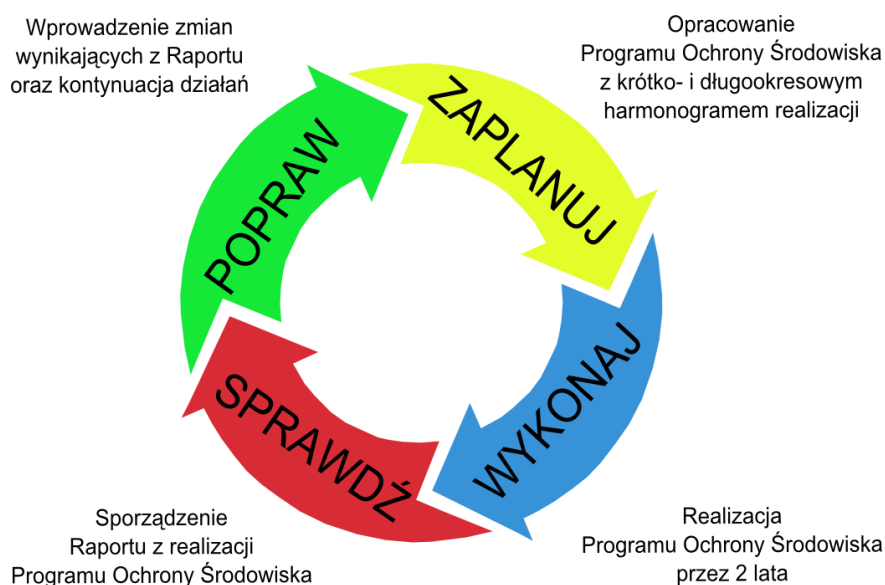 Wprowadzenie zmian
wynikających z Raportu
oraz kontynuacja działań
Opracowanie
Programu Ochrony Środowiska
z krótko- i długookresowym
harmonogramem realizacji
ZAPLANUJ
POPRAW
WYKONAJ
SPRAWDŹ
Sporządzenie
Raportu z realizacji
Programu Ochrony Środowiska
Realizacja
Programu Ochrony Środowiska
przez 2 lata